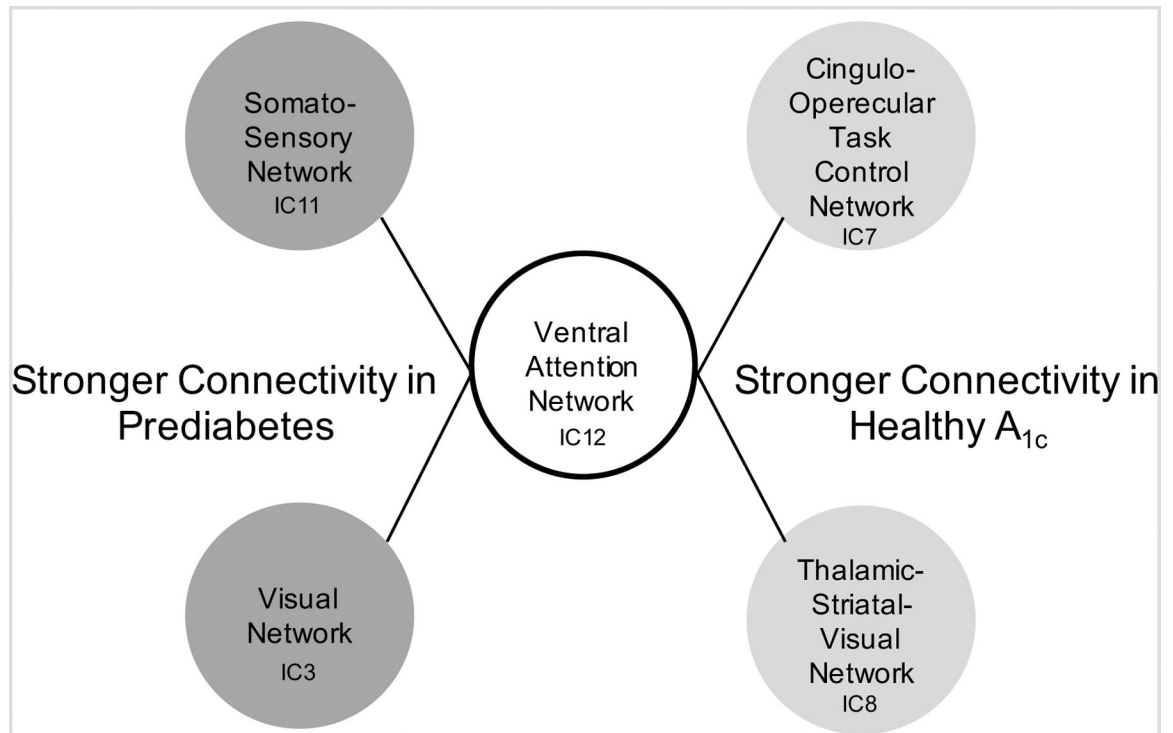 Somato-
Sensory
Network
IC11
Cingulo-
Operecular
Task
Control
Network
IC7
Ventral
Attention
Network
IC12
Stronger Connectivity in
Prediabetes
Stronger Connectivity in
Healthy A1c
Visual
Network
IC3
Thalamic-
Striatal-
Visual
Network
IC8